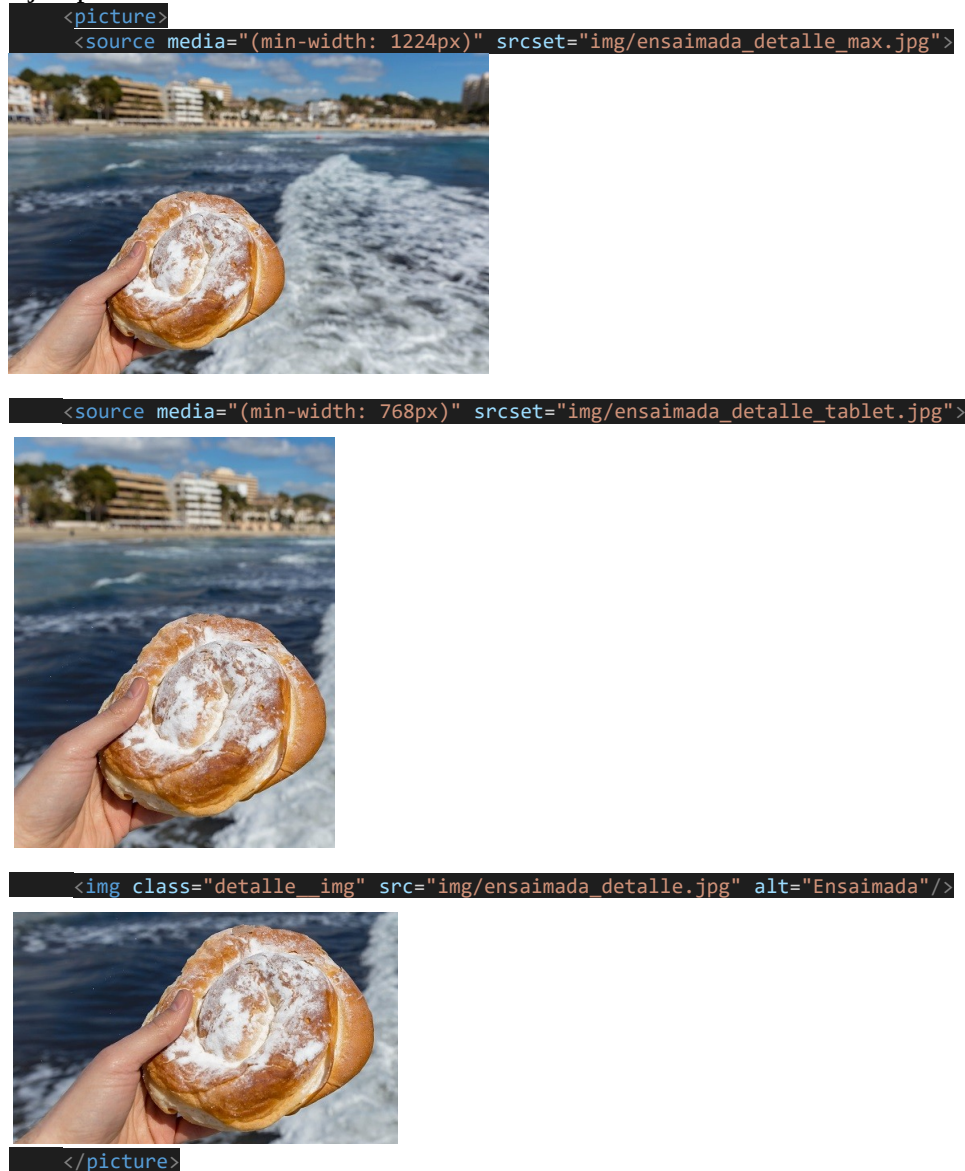 <picture>
<source media="(min-width: 1224px)" srcset="img/ensaimada_detalle_max.jpg">
<source media="(min-width: 768px)" srcset="img/ensaimada_detalle_tablet.jpg">
<img class="detalle__img" src="img/ensaimada_detalle.jpg" alt="Ensaimada"/>
</picture>